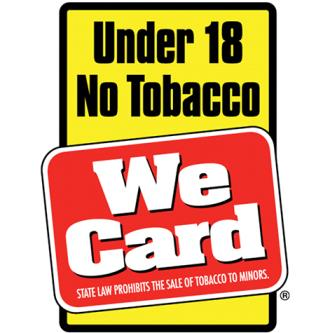 Under 18
No Tobacco
We
Card
STATE LAW PROHIBITS THE SALE OF TOBACCO TO MINORS.
®